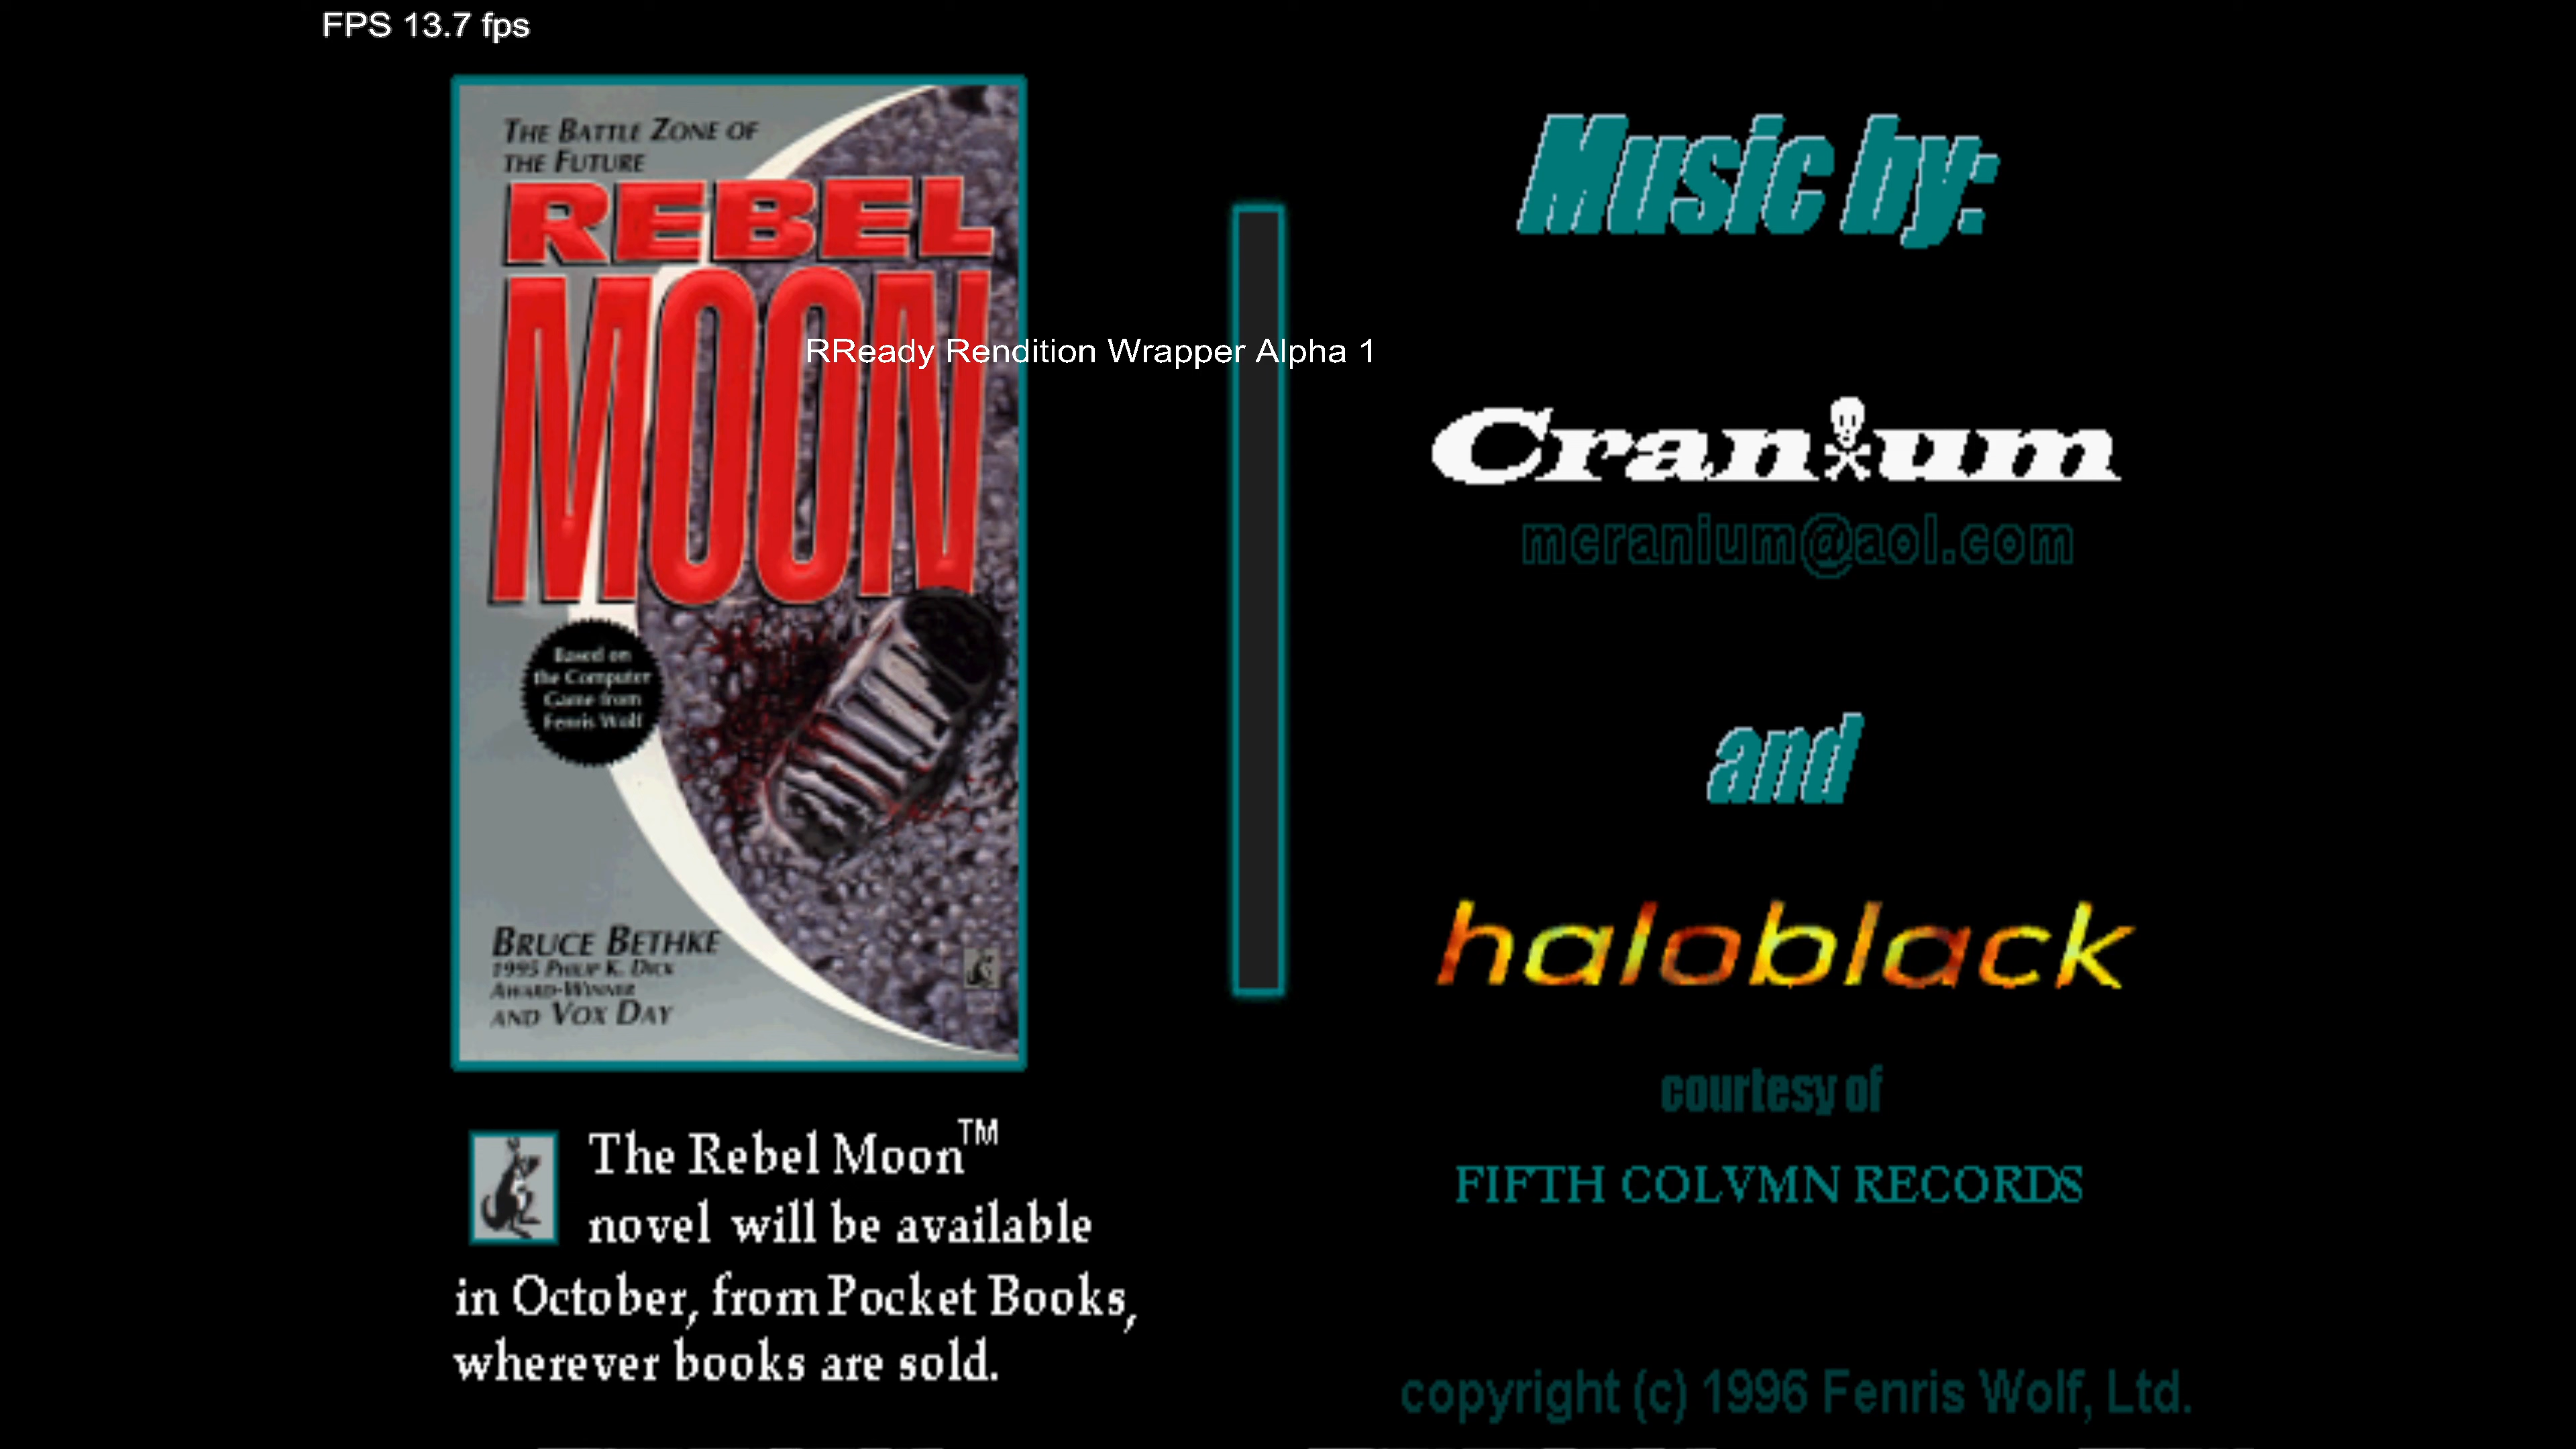 FPS 13.7 fps
THE BATTLE ZONE OF
THE FUTURE
REBEL
MOON
Based on
the Computer
Game from
Fenris Wolf
BRUCE BETHKE
1995 PHILIP K. DICK
AWARD-WINNER
AND VOX DAY
RReady Rendition Wrapper Alpha 1
The Rebel Moon™
novel will be available
in October, from Pocket Books,
wherever books are sold.
Music by:
Cranium
mcranium@aol.com
and
haloblack
courtesy of
FIFTH COLVMN RECORDS
copyright (c) 1996 Fenris Wolf, Ltd.